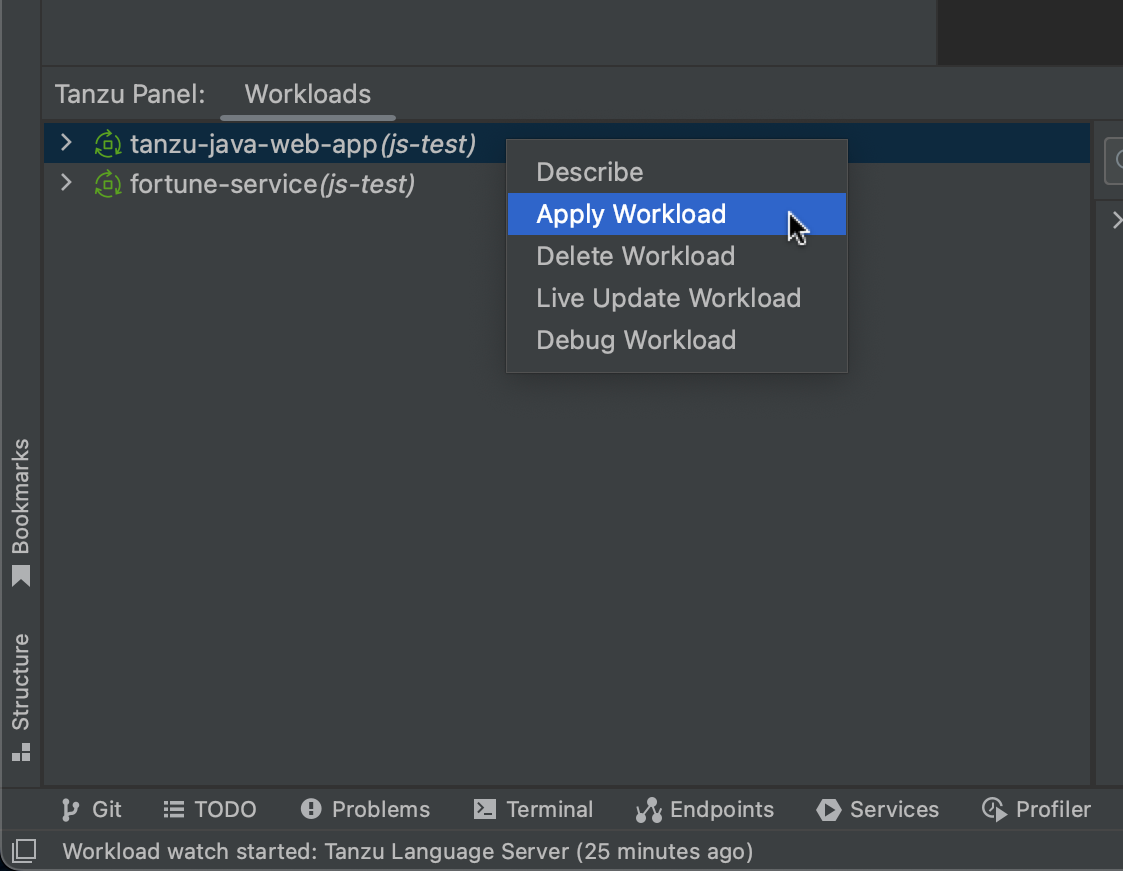 Tanzu Panel: Workloads
tanzu-java-web-app(js-test)
fortune-service(js-test)
Describe
Apply Workload
Delete Workload
Live Update Workload
Debug Workload
Bookmarks
Structure
Git TODO Problems Terminal Endpoints Services Profiler
Workload watch started: Tanzu Language Server (25 minutes ago)